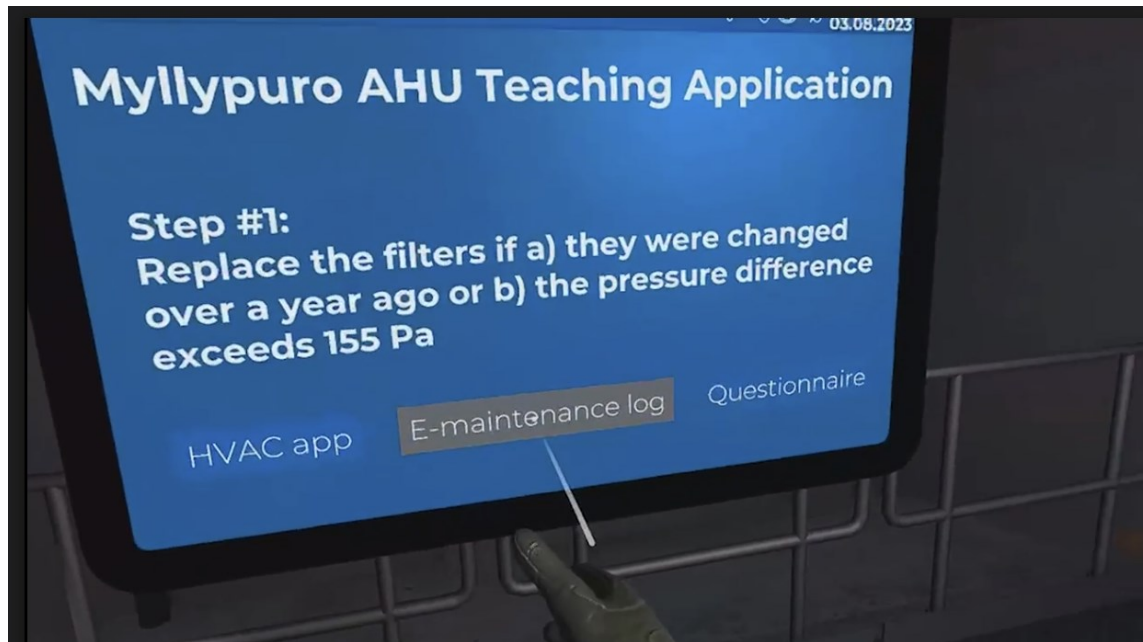 03.08.2023
Myllypuro AHU Teaching Application
Step #1:
Replace the filters if a) they were changed
over a year ago or b) the pressure difference
exceeds 155 Pa
HVAC app
E-maintenance log
Questionnaire